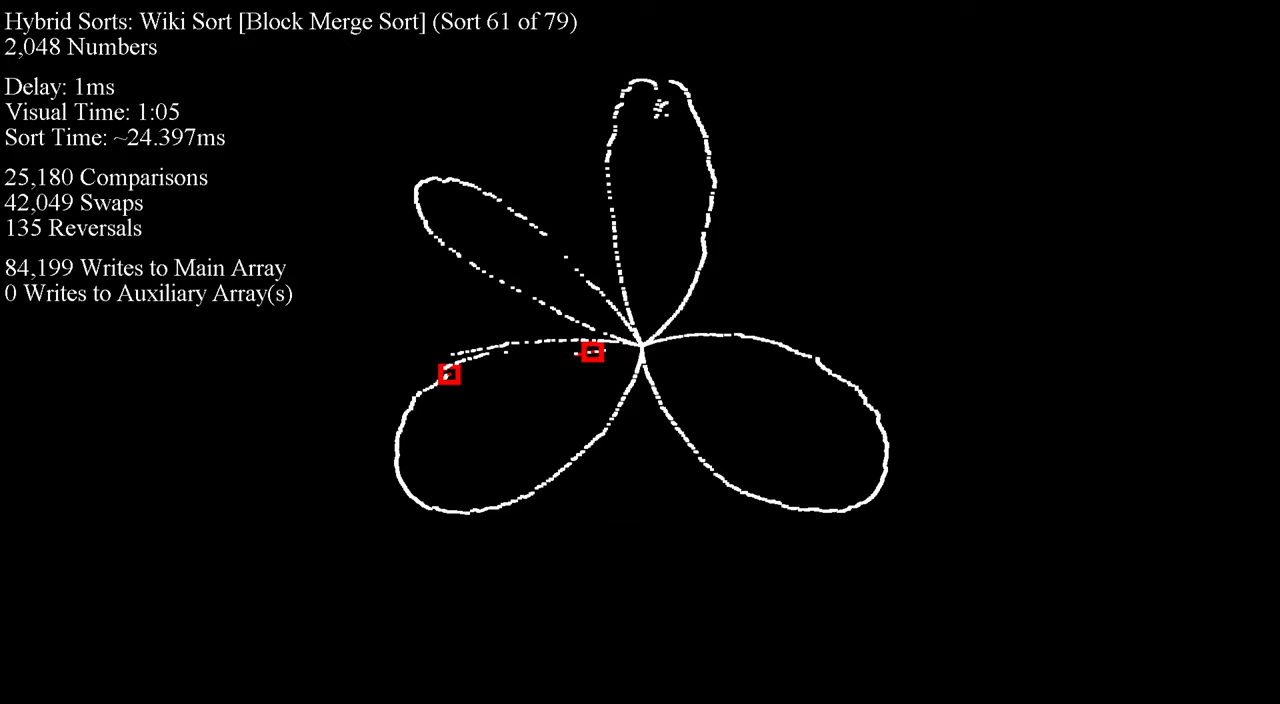 Hybrid Sorts: Wiki Sort [Block Merge Sort] (Sort 61 of 79)
2,048 Numbers
Delay: 1ms
Visual Time: 1:05
Sort Time: ~24.397ms
25,180 Comparisons
42,049 Swaps
135 Reversals
84,199 Writes to Main Array
0 Writes to Auxiliary Array(s)